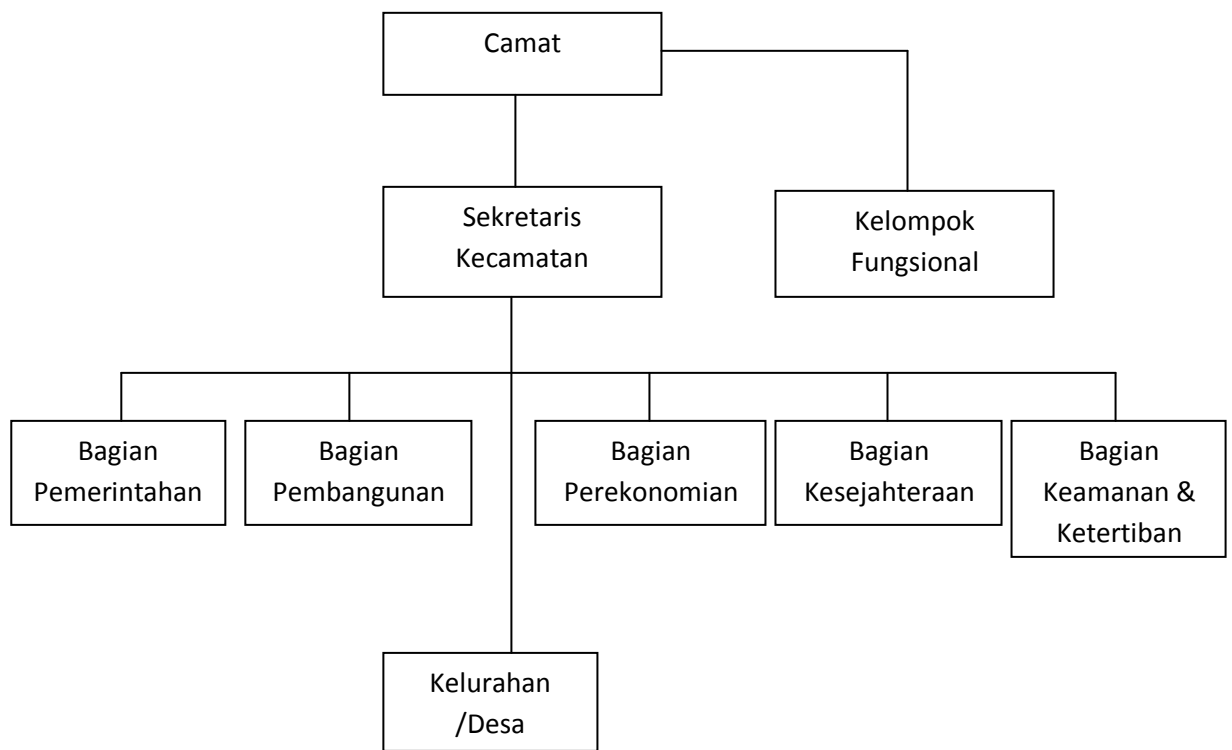 Camat
Sekretaris
Kecamatan
Kelompok
Fungsional
Bagian
Pemerintahan
Bagian
Pembangunan
Bagian
Perekonomian
Bagian
Kesejahteraan
Bagian
Keamanan &
Ketertiban
Kelurahan
/Desa